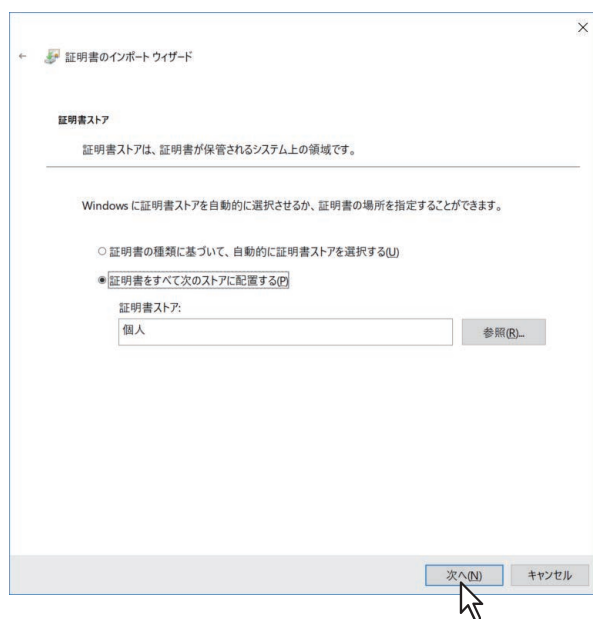 証明書のインポート ウィザード
証明書ストア
証明書ストアは、証明書が保管されるシステム上の領域です。
Windows に証明書ストアを自動的に選択させるか、証明書の場所を指定することができます。
証明書の種類に基づいて、自動的に証明書ストアを選択する(U)
証明書をすべて次のストアに配置する(P)
証明書ストア:
個人
参照(R)...
次へ(N)
キャンセル